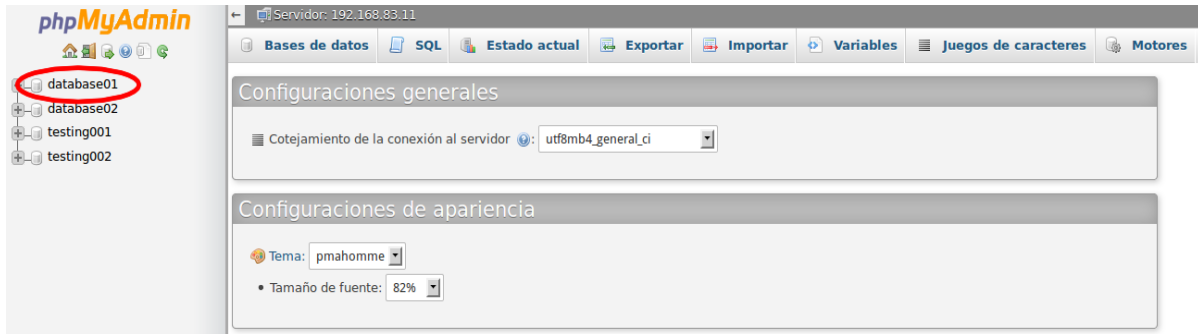 phpMyAdmin
Servidor: 192.168.83.11
Bases de datos SQL Estado actual Exportar Importar Variables Juegos de caracteres Motores
database01
database02
testing001
testing002
Configuraciones generales
Cotejamiento de la conexión al servidor : utf8mb4_general_ci
Configuraciones de apariencia
Tema: pmahomme
• Tamaño de fuente: 82%